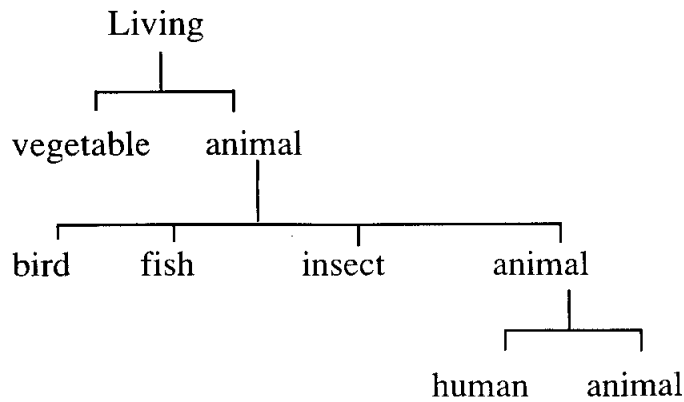 Living
vegetable animal
bird fish insect animal
human animal